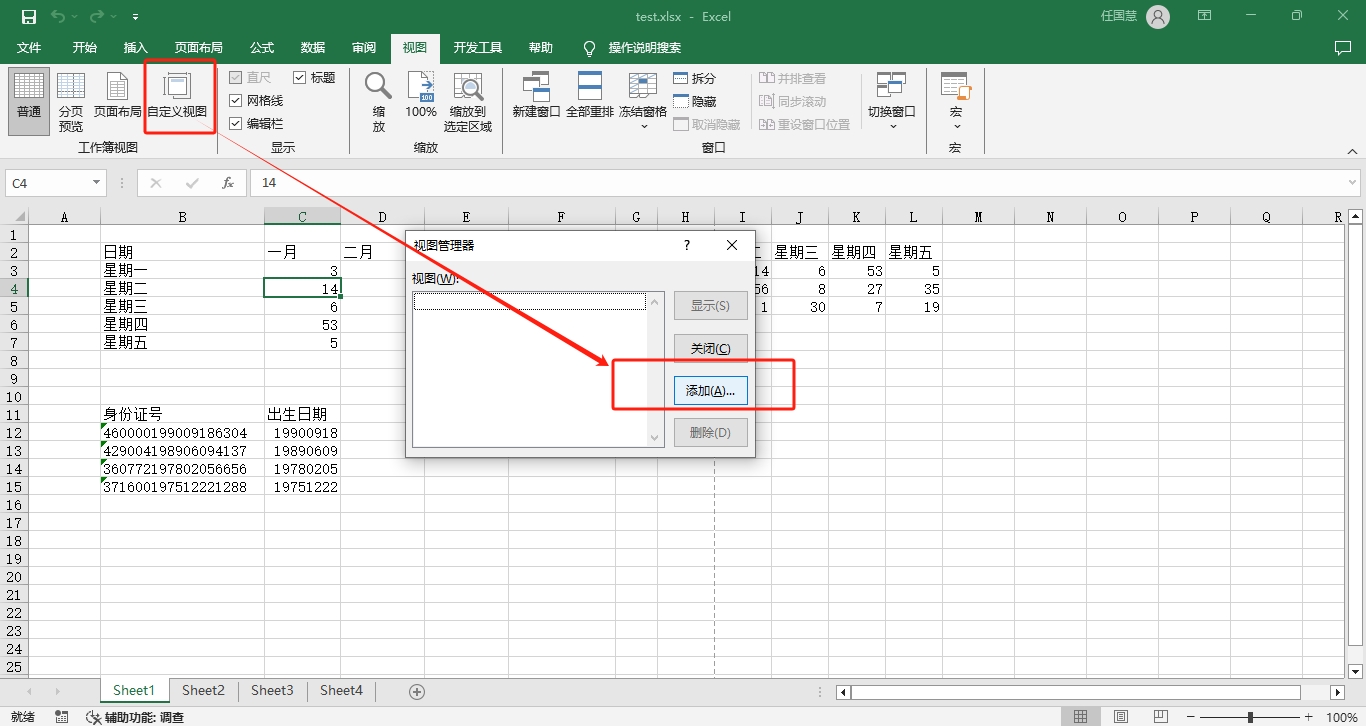 test.xlsx - Excel
任国慧
文件 开始 插入 页面布局 公式 数据 审阅 视图 开发工具 帮助 操作说明搜索
普通
分页预览
页面布局
自定义视图
工作簿视图
直尺 标题
网格线
编辑栏
显示
缩放
100%
缩放到选定区域
缩放
新建窗口
全部重排
冻结窗格
拆分
隐藏
取消隐藏
并排查看
同步滚动
重设窗口位置
切换窗口
窗口
宏
宏
C4 fx 14
A B C D E F G H I J K L M N O P Q R
1
2 日期 一月 二月 星期三 星期四 星期五
3 星期一 3 14 6 53 5
4 星期二 14 56 8 27 35
5 星期三 6 1 30 7 19
6 星期四 53
7 星期五 5
8
9
10
11 身份证号 出生日期
12 460000199009186304 19900918
13 429004198906094137 19890609
14 360772197802056656 19780205
15 371600197512221288 19751222
16
17
18
19
20
21
22
23
24
25
视图管理器 ?
视图(W):
显示(S)
关闭(C)
添加(A)...
删除(D)
Sheet1 Sheet2 Sheet3 Sheet4
就绪 辅助功能: 调查 100%